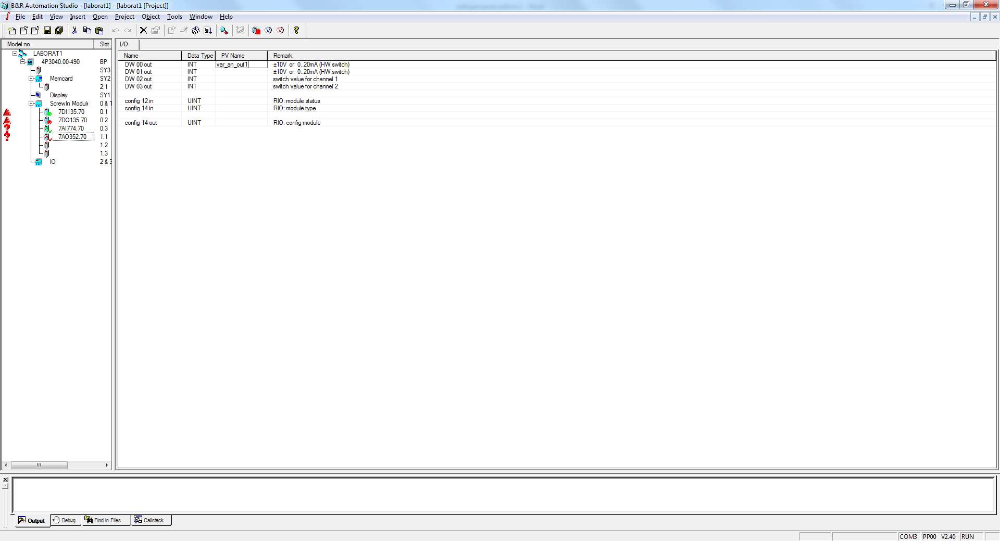 B&R Automation Studio - [laborat1] - [laborat1 [Project]]
File Edit View Insert Open Project Object Tools Window Help
Model no. Slot
LABORAT1
4P3040.00-490 BP
SY3
Memcard SY2
2.1
Display SY1
ScrewIn Module 0 & 1
7DI135.70 0.1
7DO135.70 0.2
7AI774.70 0.3
7AO352.70 1.1
1.2
1.3
IO 2 & 3
I/O
Name Data Type PV Name Remark
DW 00 out INT var_an_out1 ±10V or 0..20mA (HW switch)
DW 01 out INT ±10V or 0..20mA (HW switch)
DW 02 out INT switch value for channel 1
DW 03 out INT switch value for channel 2
config 12 in UINT RIO: module status
config 14 in UINT RIO: module type
config 14 out UINT RIO: config module
Output Debug Find in Files Callstack
COM3 PP00 V2.40 RUN